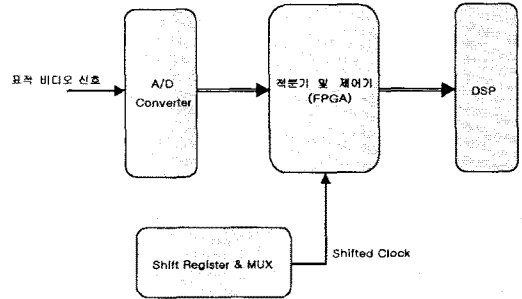 표적 비디오 신호
A/D
Converter
적분기 및 제어기
(FPGA)
DSP
Shift Register & MUX
Shifted Clock